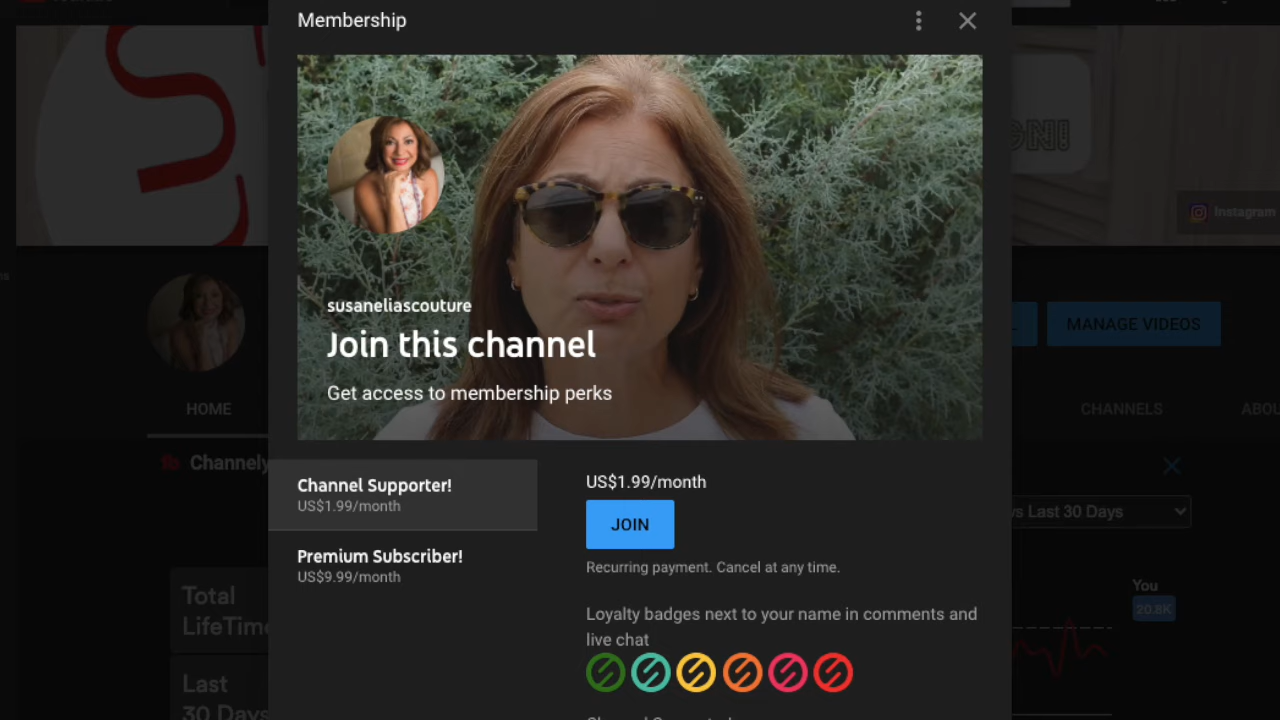 Membership
susaneliascouture
Join this channel
Get access to membership perks
Instagram
MANAGE VIDEOS
HOME
CHANNELS
Channel Supporter!
US$1.99/month
Premium Subscriber!
US$9.99/month
US$1.99/month
JOIN
Recurring payment. Cancel at any time.
Loyalty badges next to your name in comments and
live chat
Last 30 Days
You
20.8K
Total
Last
30 Days